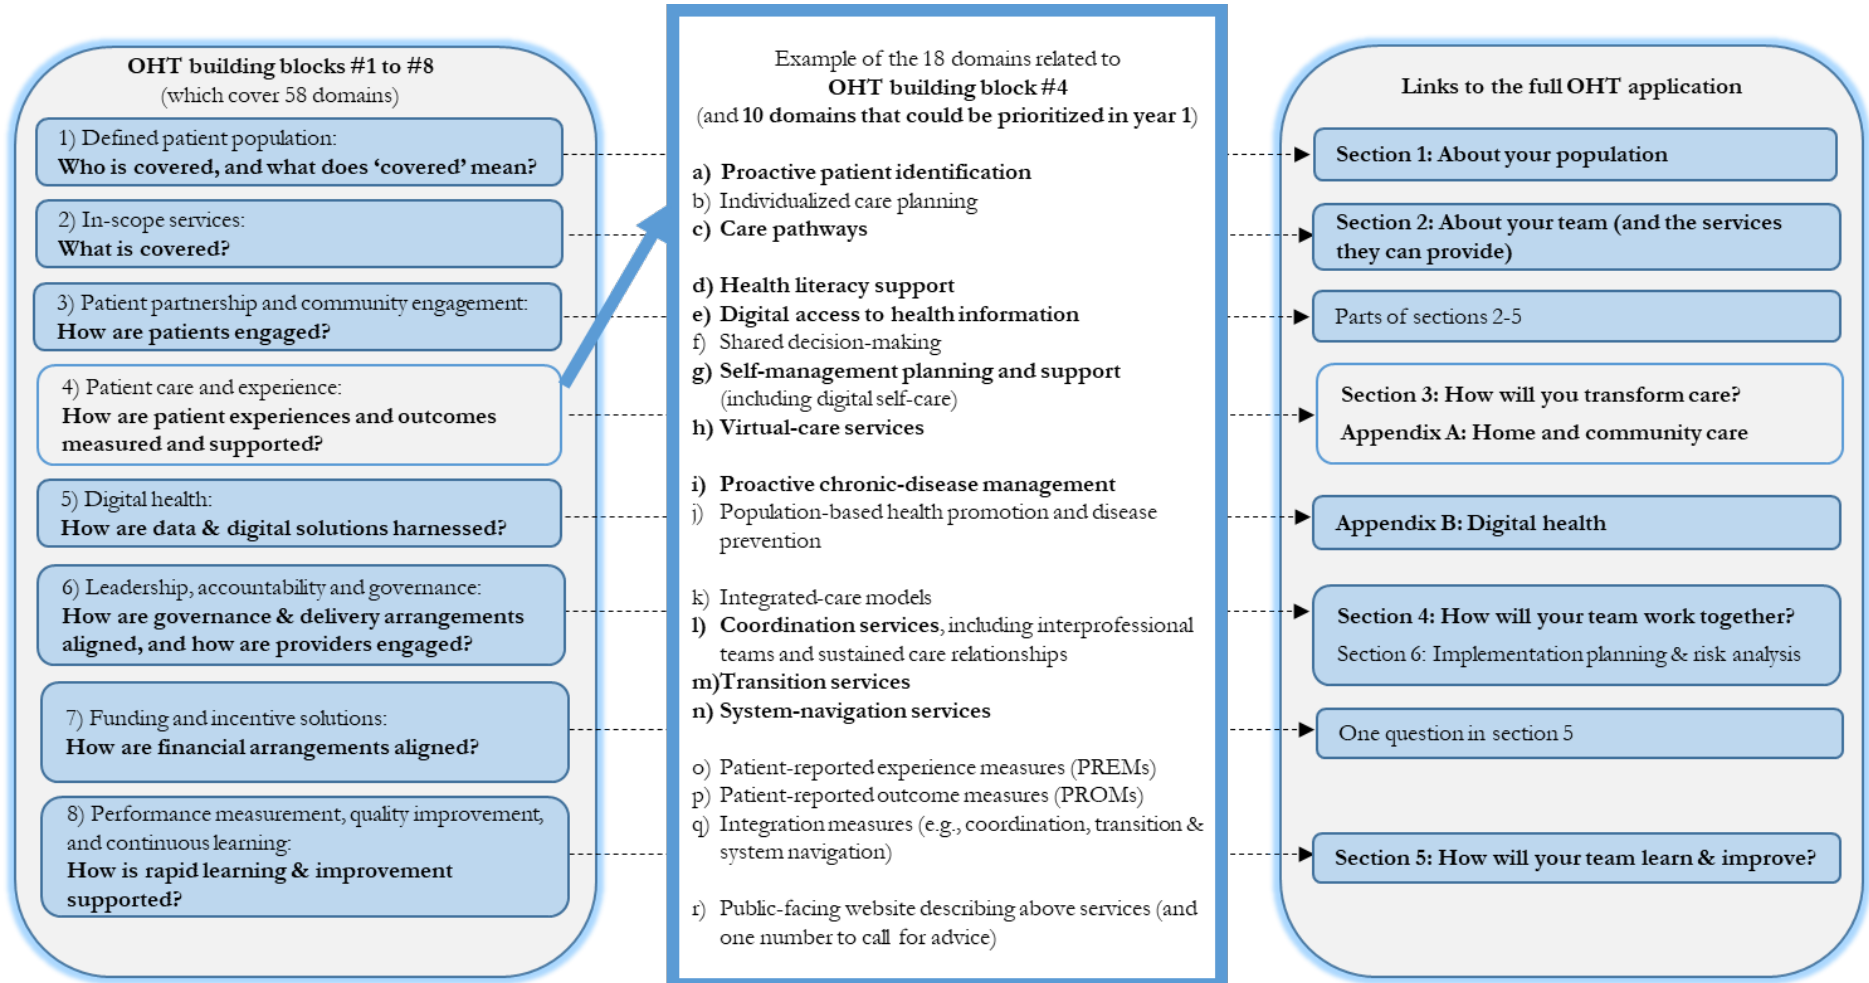 OHT building blocks #1 to #8
(which cover 58 domains)
1) Defined patient population:
Who is covered, and what does ‘covered’ mean?
2) In-scope services:
What is covered?
3) Patient partnership and community engagement:
How are patients engaged?
4) Patient care and experience:
How are patient experiences and outcomes
measured and supported?
5) Digital health:
How are data & digital solutions harnessed?
6) Leadership, accountability and governance:
How are governance & delivery arrangements
aligned, and how are providers engaged?
7) Funding and incentive solutions:
How are financial arrangements aligned?
8) Performance measurement, quality improvement,
and continuous learning:
How is rapid learning & improvement
supported?
Example of the 18 domains related to
OHT building block #4
(and 10 domains that could be prioritized in year 1)
a) Proactive patient identification
b) Individualized care planning
c) Care pathways
d) Health literacy support
e) Digital access to health information
f) Shared decision-making
g) Self-management planning and support
(including digital self-care)
h) Virtual-care services
i) Proactive chronic-disease management
j) Population-based health promotion and disease
prevention
k) Integrated-care models
l) Coordination services, including interprofessional
teams and sustained care relationships
m)Transition services
n) System-navigation services
o) Patient-reported experience measures (PREMs)
p) Patient-reported outcome measures (PROMs)
q) Integration measures (e.g., coordination, transition &
system navigation)
r) Public-facing website describing above services (and
one number to call for advice)
Links to the full OHT application
Section 1: About your population
Section 2: About your team (and the services
they can provide)
Parts of sections 2-5
Section 3: How will you transform care?
Appendix A: Home and community care
Appendix B: Digital health
Section 4: How will your team work together?
Section 6: Implementation planning & risk analysis
One question in section 5
Section 5: How will your team learn & improve?